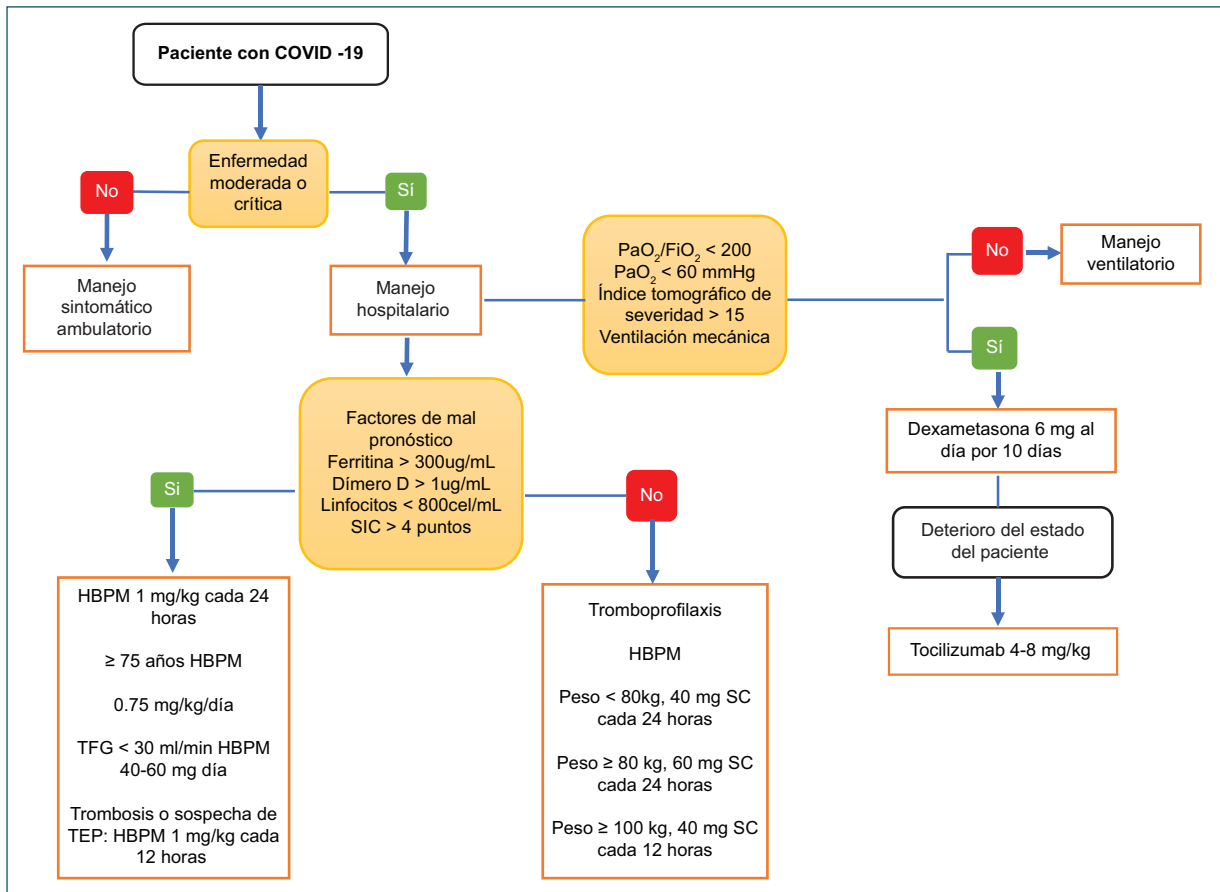 Paciente con COVID -19
Enfermedad
moderada o
crítica
No
Sí
Manejo
sintomático
ambulatorio
Manejo
hospitalario
PaO₂/FiO₂ < 200
PaO₂ < 60 mmHg
Índice tomográfico de
severidad > 15
Ventilación mecánica
No
Manejo
ventilatorio
Sí
Dexametasona 6 mg al
día por 10 días
Deterioro del estado
del paciente
Tocilizumab 4-8 mg/kg
Factores de mal
pronóstico
Ferritina > 300ug/mL
Dímero D > 1ug/mL
Linfocitos < 800cel/mL
SIC > 4 puntos
Si
No
HBPM 1 mg/kg cada 24
horas
≥ 75 años HBPM
0.75 mg/kg/día
TFG < 30 ml/min HBPM
40-60 mg día
Trombosis o sospecha de
TEP: HBPM 1 mg/kg cada
12 horas
Tromboprofilaxis
HBPM
Peso < 80kg, 40 mg SC
cada 24 horas
Peso ≥ 80 kg, 60 mg SC
cada 24 horas
Peso ≥ 100 kg, 40 mg SC
cada 12 horas